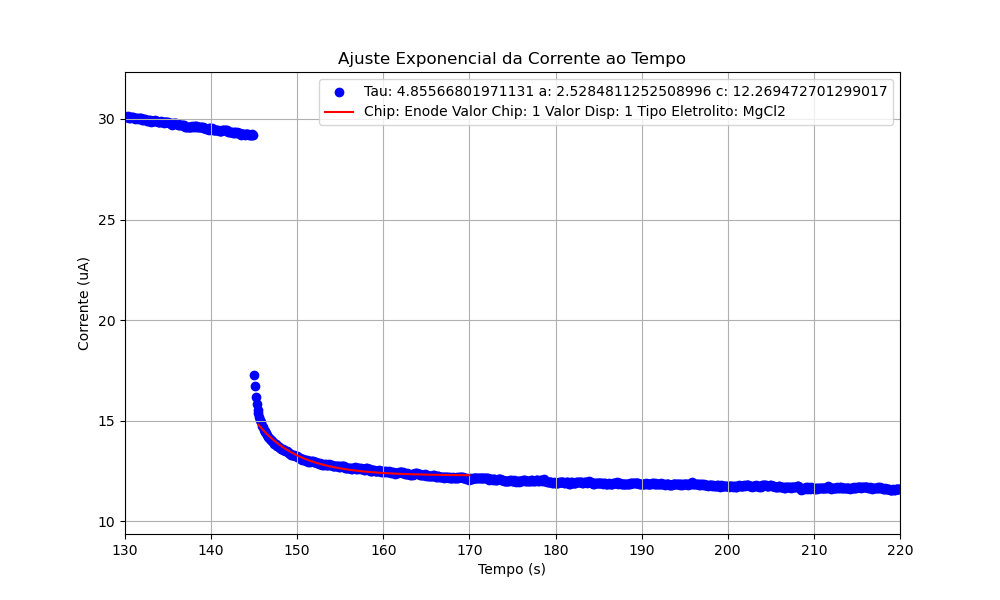 Ajuste Exponencial da Corrente ao Tempo
Tau: 4.85566801971131 a: 2.5284811252508996 c: 12.269472701299017
Chip: Enode Valor Chip: 1 Valor Disp: 1 Tipo Eletrolito: MgCl2
Corrente (uA)
30
25
20
15
10
130 140 150 160 170 180 190 200 210 220
Tempo (s)